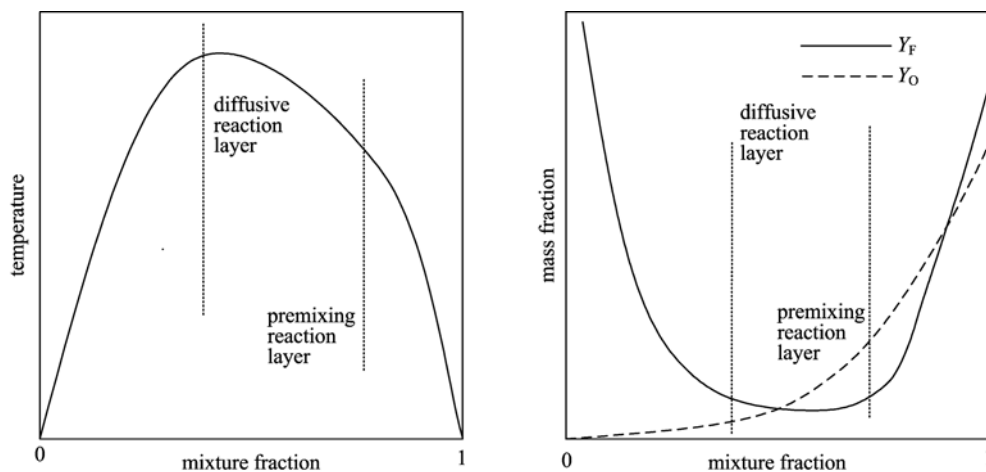 temperature
diffusive
reaction
layer
premixing
reaction
layer
0
mixture fraction
1
mass fraction
Y_F
Y_O
diffusive
reaction
layer
premixing
reaction
layer
0
mixture fraction